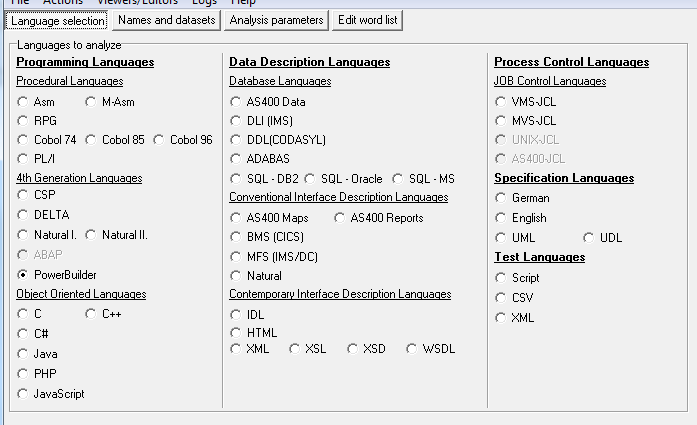 File Actions Viewers/Editors Logs Help
Language selection Names and datasets Analysis parameters Edit word list
Languages to analyze
Programming Languages
Procedural Languages
Asm M-Asm
RPG
Cobol 74 Cobol 85 Cobol 96
PL/I
4th Generation Languages
CSP
DELTA
Natural I. Natural II.
ABAP
PowerBuilder
Object Oriented Languages
C C++
C#
Java
PHP
JavaScript
Data Description Languages
Database Languages
AS400 Data
DLI (IMS)
DDL(CODASYL)
ADABAS
SQL - DB2 SQL - Oracle SQL - MS
Conventional Interface Description Languages
AS400 Maps AS400 Reports
BMS (CICS)
MFS (IMS/DC)
Natural
Contemporary Interface Description Languages
IDL
HTML
XML XSL XSD WSDL
Process Control Languages
JOB Control Languages
VMS-JCL
MVS-JCL
UNIX-JCL
AS400-JCL
Specification Languages
German
English
UML UDL
Test Languages
Script
CSV
XML